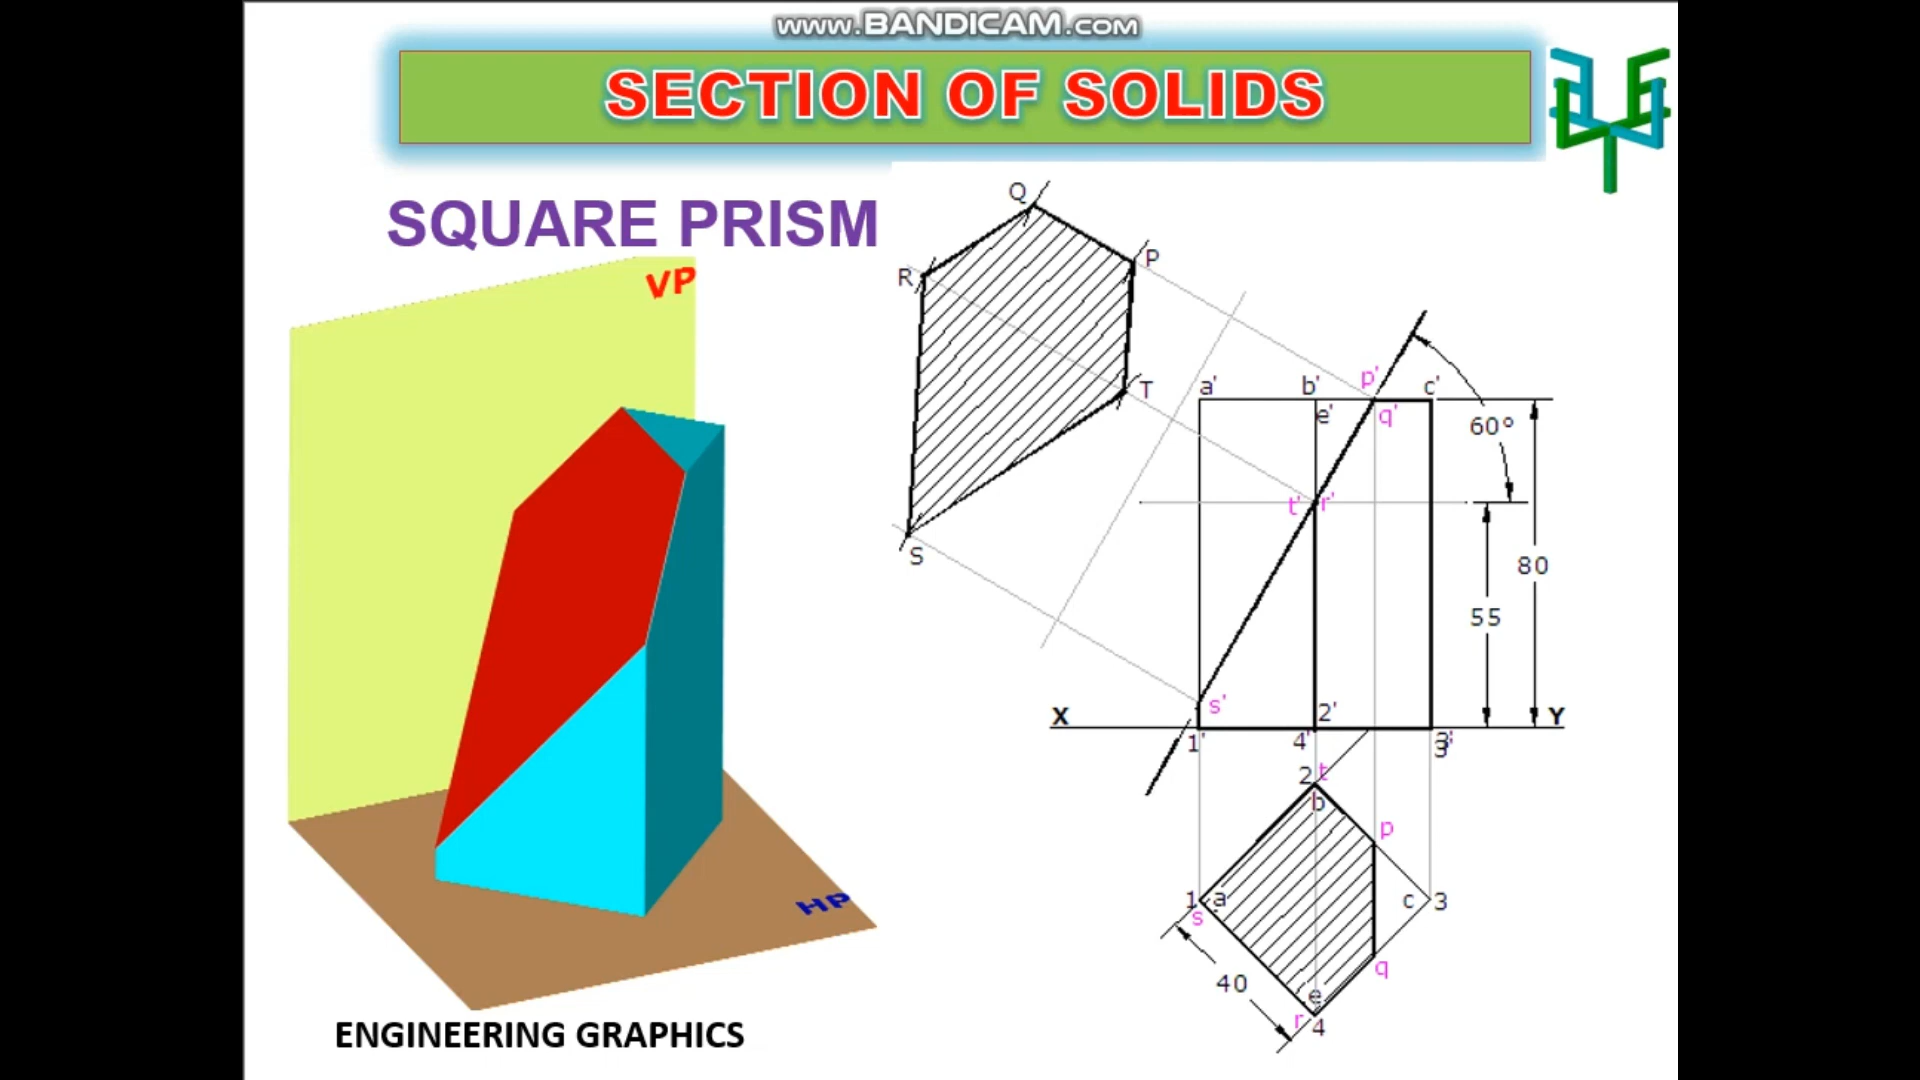 www.BANDICAM.com
SECTION OF SOLIDS
SQUARE PRISM
VP
HP
ENGINEERING GRAPHICS
Q
P
R
T
S
a' b' p' c'
e' q'
60°
t' r'
80
55
s'
X 2' Y
1' 4' 3'
2 t
b
p
1 a c 3
s
q
40
e
r 4